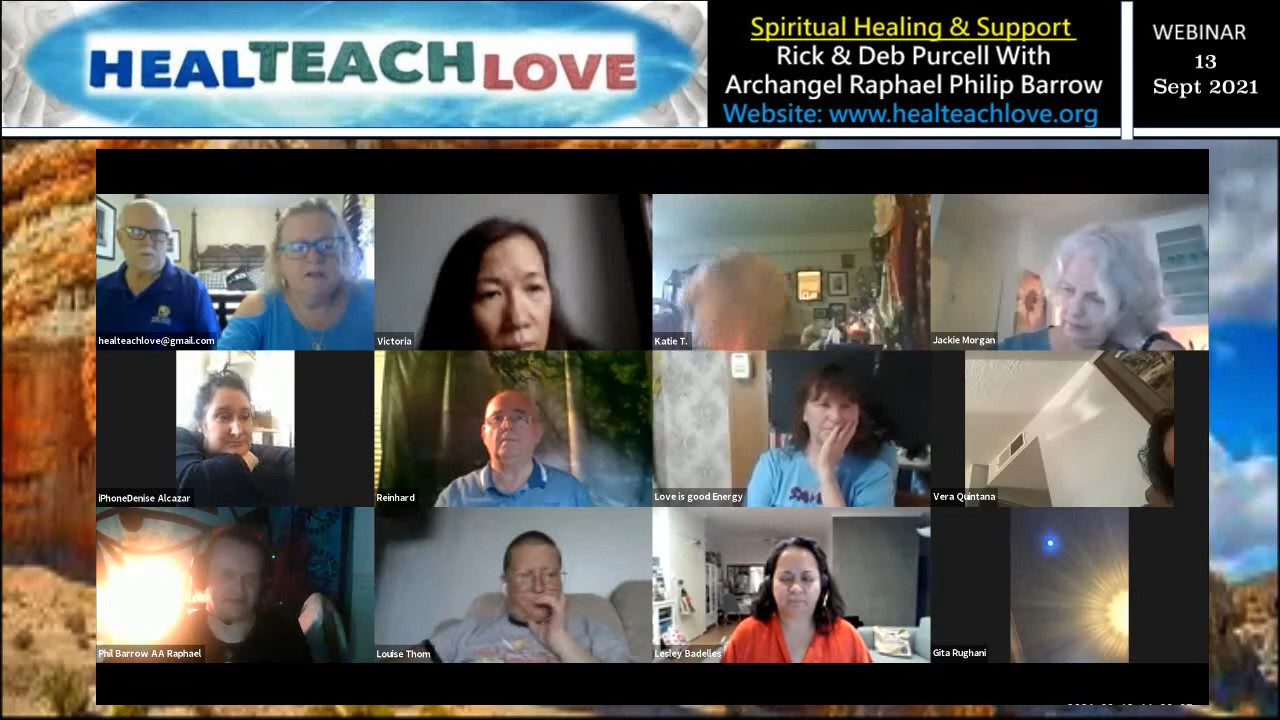 HEALTEACHLOVE
Spiritual Healing & Support
Rick & Deb Purcell With
Archangel Raphael Philip Barrow
Website: www.healteachlove.org
WEBINAR
13
Sept 2021
healteachlove@gmail.com
Victoria
Katie T.
Jackie Morgan
iPhoneDenise Alcazar
Reinhard
Love is good Energy
Vera Quintana
Phil Barrow AA Raphael
Louise Thom
Lesley Badelles
Gita Rughani